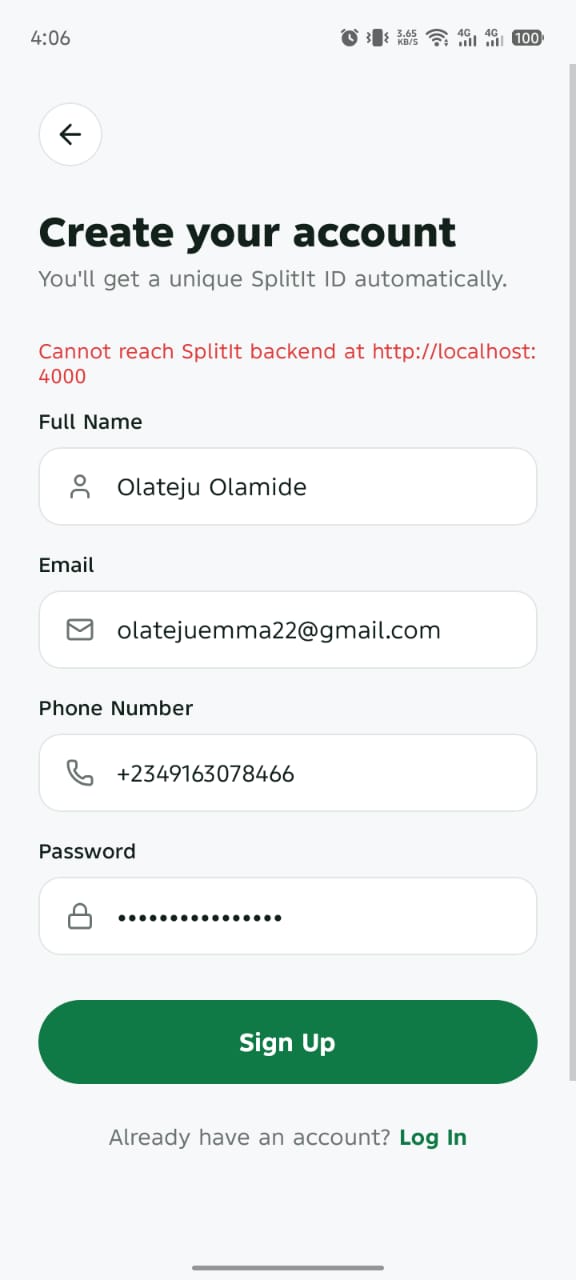 4:06
3.65 KB/S 4G 4G 100
Create your account
You'll get a unique SplitIt ID automatically.
Cannot reach SplitIt backend at http://localhost:
4000
Full Name
Olateju Olamide
Email
olatejuemma22@gmail.com
Phone Number
+2349163078466
Password
••••••••••••••••
Sign Up
Already have an account? Log In